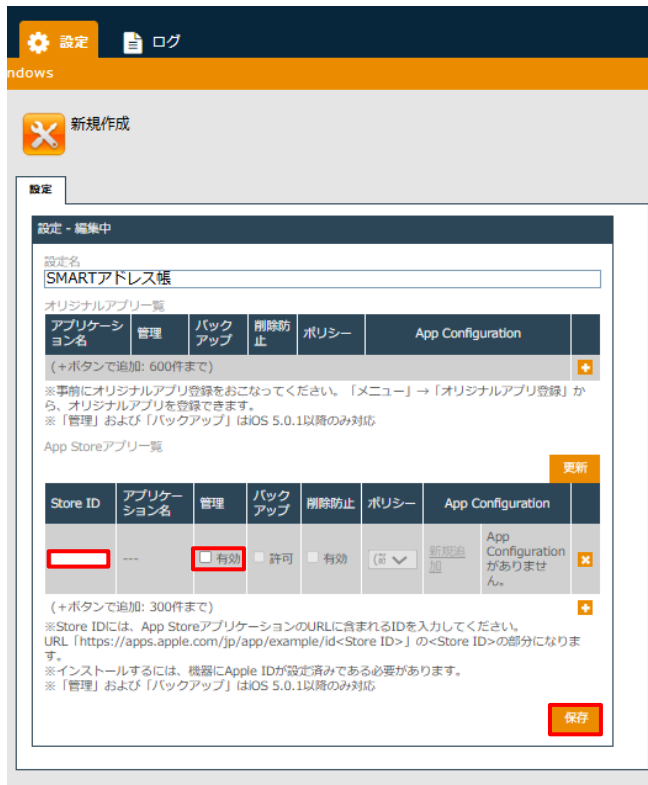 設定 ログ
ndows
新規作成
設定
設定 - 編集中
設定名
SMARTアドレス帳
オリジナルアプリ一覧
アプリケーション名 管理 バックアップ 削除防止 ポリシー App Configuration
(+ボタンで追加: 600件まで)
※事前にオリジナルアプリ登録をおこなってください。「メニュー」→「オリジナルアプリ登録」か
ら、オリジナルアプリを登録できます。
※「管理」および「バックアップ」はiOS 5.0.1以降のみ対応
App Storeアプリ一覧
更新
Store ID アプリケーション名 管理 バックアップ 削除防止 ポリシー App Configuration
--- 有効 許可 有効 新規追加 App Configurationがありません。
(+ボタンで追加: 300件まで)
※Store IDには、App StoreアプリケーションのURLに含まれるIDを入力してください。
URL「https://apps.apple.com/jp/app/example/id<Store ID>」の<Store ID>の部分になりま
す。
※インストールするには、機器にApple IDが設定済みである必要があります。
※「管理」および「バックアップ」はiOS 5.0.1以降のみ対応
保存